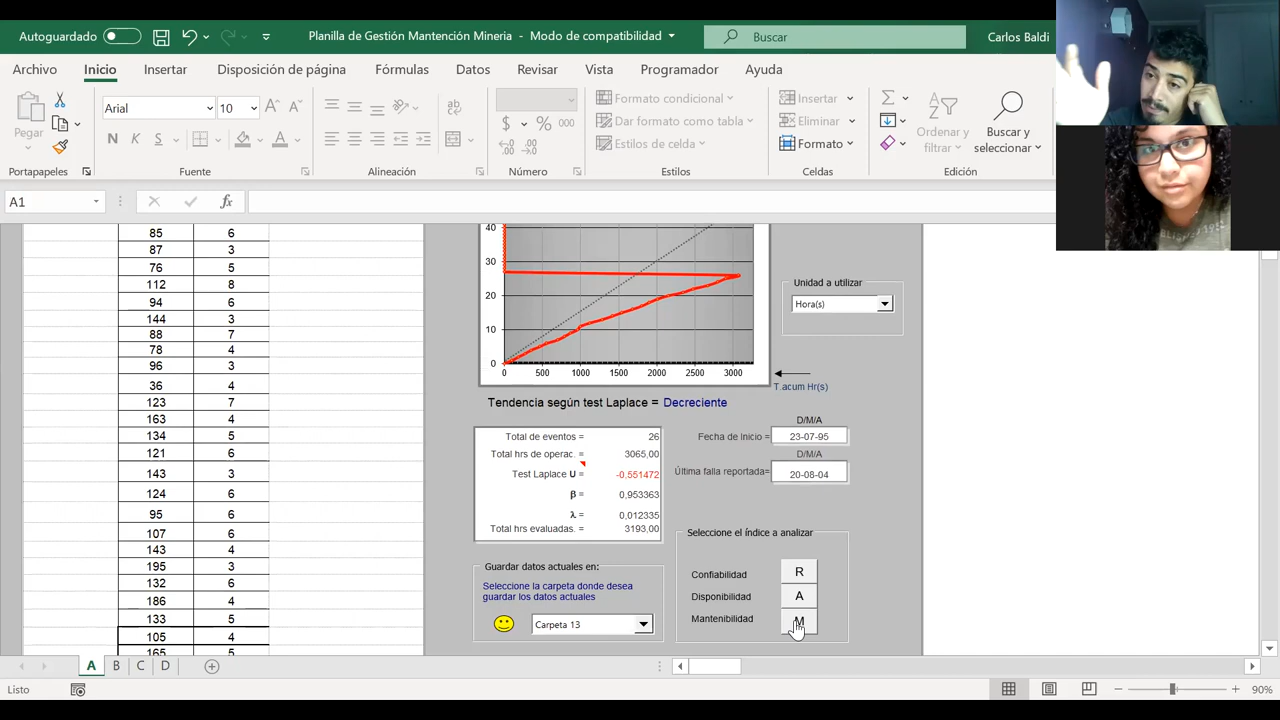 Autoguardado
Planilla de Gestión Mantención Mineria - Modo de compatibilidad
Buscar
Carlos Baldi
Archivo Inicio Insertar Disposición de página Fórmulas Datos Revisar Vista Programador Ayuda
Pegar
Arial 10
N K S
$ % 000
Formato condicional
Dar formato como tabla
Estilos de celda
Insertar
Eliminar
Formato
Ordenar y filtrar
Buscar y seleccionar
Portapapeles Fuente Alineación Número Estilos Celdas Edición
A1
fx
85 6
87 3
76 5
112 8
94 6
144 3
88 7
78 4
96 3
36 4
123 7
163 4
134 5
121 6
143 3
124 6
95 6
107 6
143 4
195 3
132 6
186 4
133 5
105 4
165 5
40
30
20
10
0
0 500 1000 1500 2000 2500 3000
T.acum Hr(s)
Unidad a utilizar
Hora(s)
Tendencia según test Laplace = Decreciente
Total de eventos = 26
Total hrs de operac. = 3065,00
Test Laplace U = -0,551472
β = 0,953363
λ = 0,012335
Total hrs evaluadas. = 3193,00
D/M/A
Fecha de Inicio = 23-07-95
D/M/A
Última falla reportada= 20-08-04
Guardar datos actuales en:
Seleccione la carpeta donde desea
guardar los datos actuales
Carpeta 13
Seleccione el índice a analizar
Confiabilidad R
Disponibilidad A
Mantenibilidad M
A B C D
Listo
90%